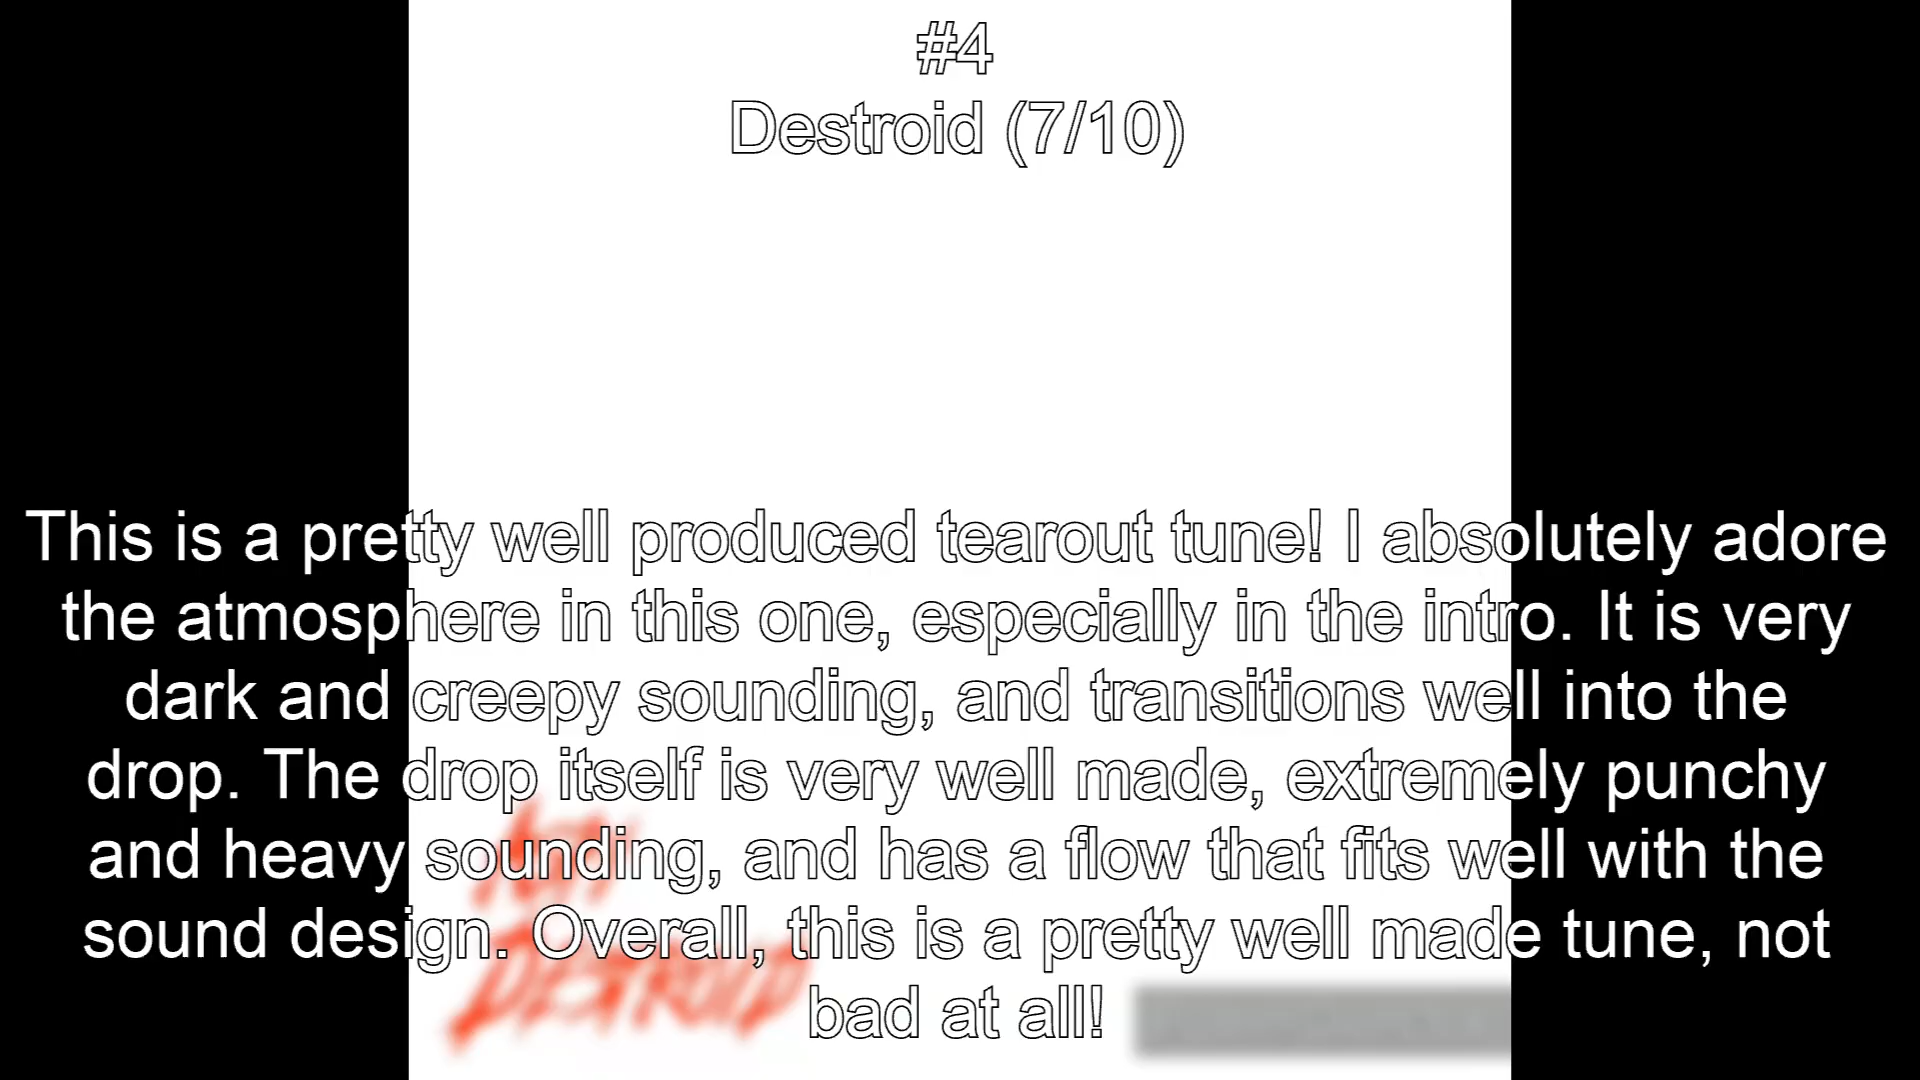 #4
Destroid (7/10)
This is a pretty well produced tearout tune! I absolutely adore
the atmosphere in this one, especially in the intro. It is very
dark and creepy sounding, and transitions well into the
drop. The drop itself is very well made, extremely punchy
and heavy sounding, and has a flow that fits well with the
sound design. Overall, this is a pretty well made tune, not
bad at all!
DESTROID